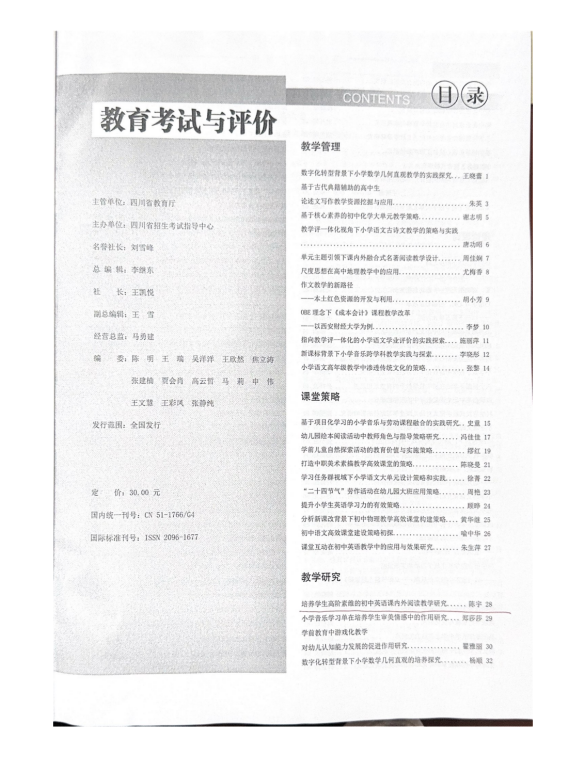 CONTENTS
目录
教育考试与评价
主管单位：四川省教育厅
主办单位：四川省招生考试指导中心
名誉社长：刘雪峰
总 编 辑：李继东
社 长：王凯悦
副总编辑：王 雪
经营总监：马勇建
编 委：陈 明 王 瑞 吴洋洋 王欣然 焦立涛
张建楠 贾会肖 高云哲 马 莉 申 伟
王文慧 王彩凤 张静纯
发行范围：全国发行
定 价：30.00 元
国内统一刊号：CN 51-1766/G4
国际标准刊号：ISSN 2096-1677
教学管理
数字化转型背景下小学数学几何直观教学的实践探究... 王晓蕾 1
基于古代典籍辅助的高中生
论述文写作教学资源挖掘与应用................. 朱英 3
基于核心素养的初中化学大单元教学策略............ 谢志明 5
教学评一体化视角下小学语文古诗文教学的策略与实践
............................................ 唐功昭 6
单元主题引领下课内外融合式名著阅读教学设计....... 周佳娴 7
尺度思想在高中地理教学中的应用................ 尤梅香 8
作文教学的新路径
——本土红色资源的开发与利用.................. 胡小芳 9
OBE 理念下《成本会计》课程教学改革
——以西安财经大学为例........................ 李梦 10
指向教学评一体化的小学语文学业评价的实践探索.... 施丽萍 11
新课标背景下小学音乐跨学科教学实践与探索........ 李晓彤 12
小学语文高年级教学中渗透传统文化的策略.......... 张黎 14
课堂策略
基于项目化学习的小学音乐与劳动课程融合的实践研究.. 史童 15
幼儿园绘本阅读活动中教师角色与指导策略研究...... 冯佳佳 17
学前儿童自然探索活动的教育价值与实施策略.......... 缪红 19
打造中职美术素描教学高效课堂的策略.............. 陈晓曼 21
学习任务群视域下小学语文大单元设计策略和实践...... 徐菁 22
“二十四节气”劳作活动在幼儿园大班应用策略........ 周艳 23
提升小学生英语学习力的有效策略.................. 顾晔 24
分析新课改背景下初中物理教学高效课堂构建策略.... 黄华继 25
初中语文高效课堂建设策略初探.................. 喻中华 26
课堂互动在初中英语教学中的应用与效果研究........ 朱生萍 27
教学研究
培养学生高阶素维的初中英语课内外阅读教学研究...... 陈宇 28
小学音乐学习单在培养学生审美情感中的作用研究.... 郑莎莎 29
学前教育中游戏化教学
对幼儿认知能力发展的促进作用研究................ 翟雅丽 30
数字化转型背景下小学数学几何直观的培养探究........ 杨顺 32